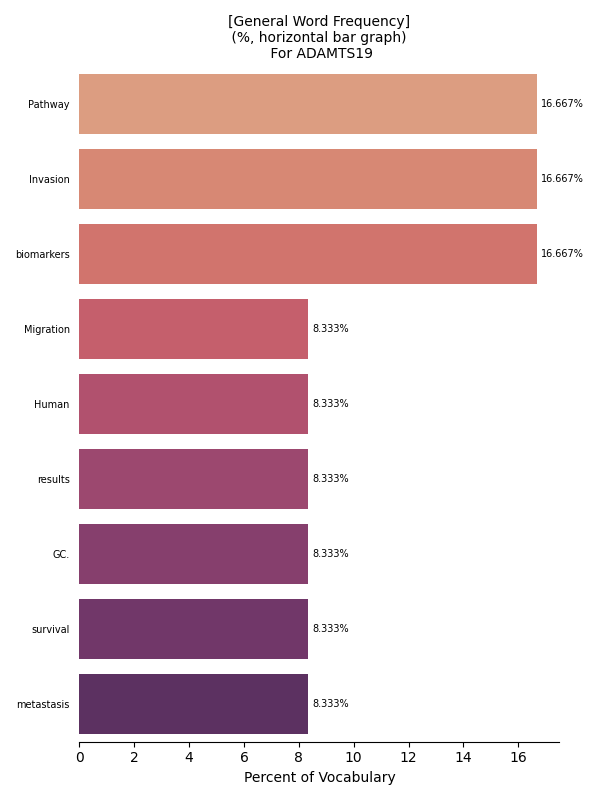 [General Word Frequency]
(%, horizontal bar graph)
For ADAMTS19
Pathway 16.667%
Invasion 16.667%
biomarkers 16.667%
Migration 8.333%
Human 8.333%
results 8.333%
GC. 8.333%
survival 8.333%
metastasis 8.333%
0 2 4 6 8 10 12 14 16
Percent of Vocabulary